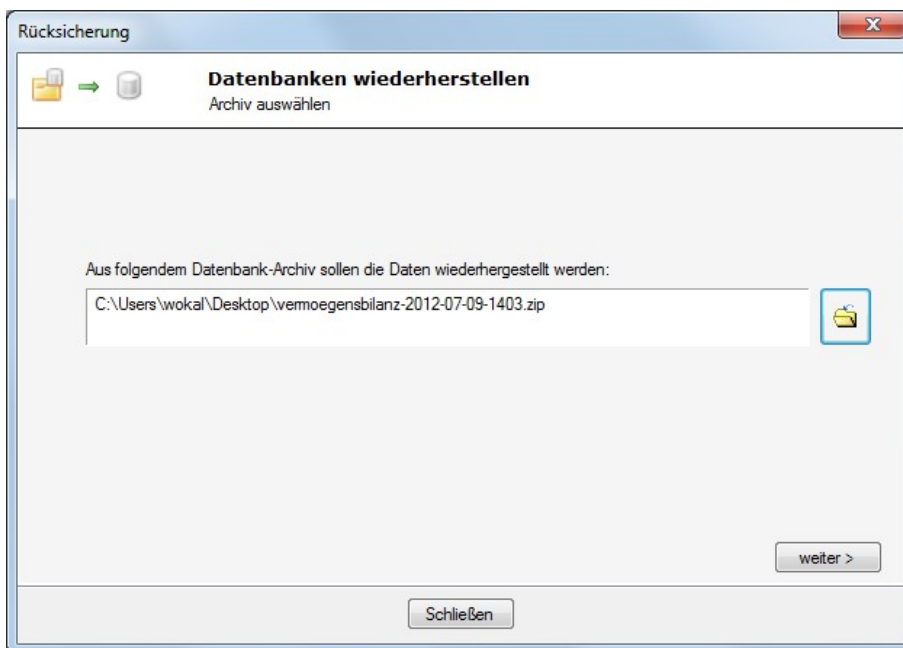 Rücksicherung
Datenbanken wiederherstellen
Archiv auswählen
Aus folgendem Datenbank-Archiv sollen die Daten wiederhergestellt werden:
C:\Users\wokal\Desktop\vermoegensbilanz-2012-07-09-1403.zip
weiter >
Schließen